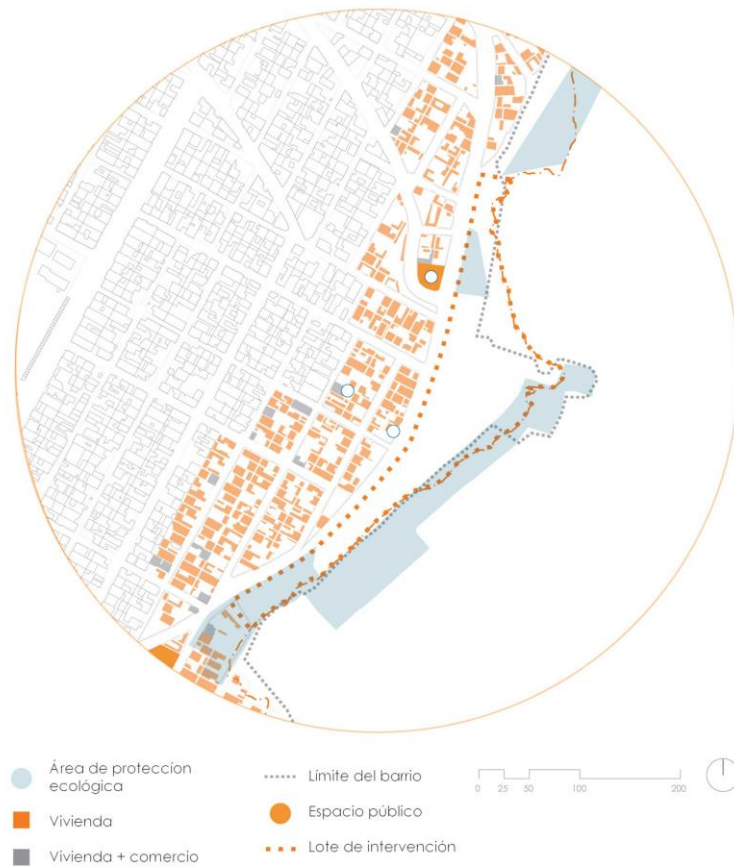 Área de proteccíon
ecológica
Vivienda
Vivienda + comercio
Límite del barrio
Espacio público
Lote de intervención
0 25 50 100 200